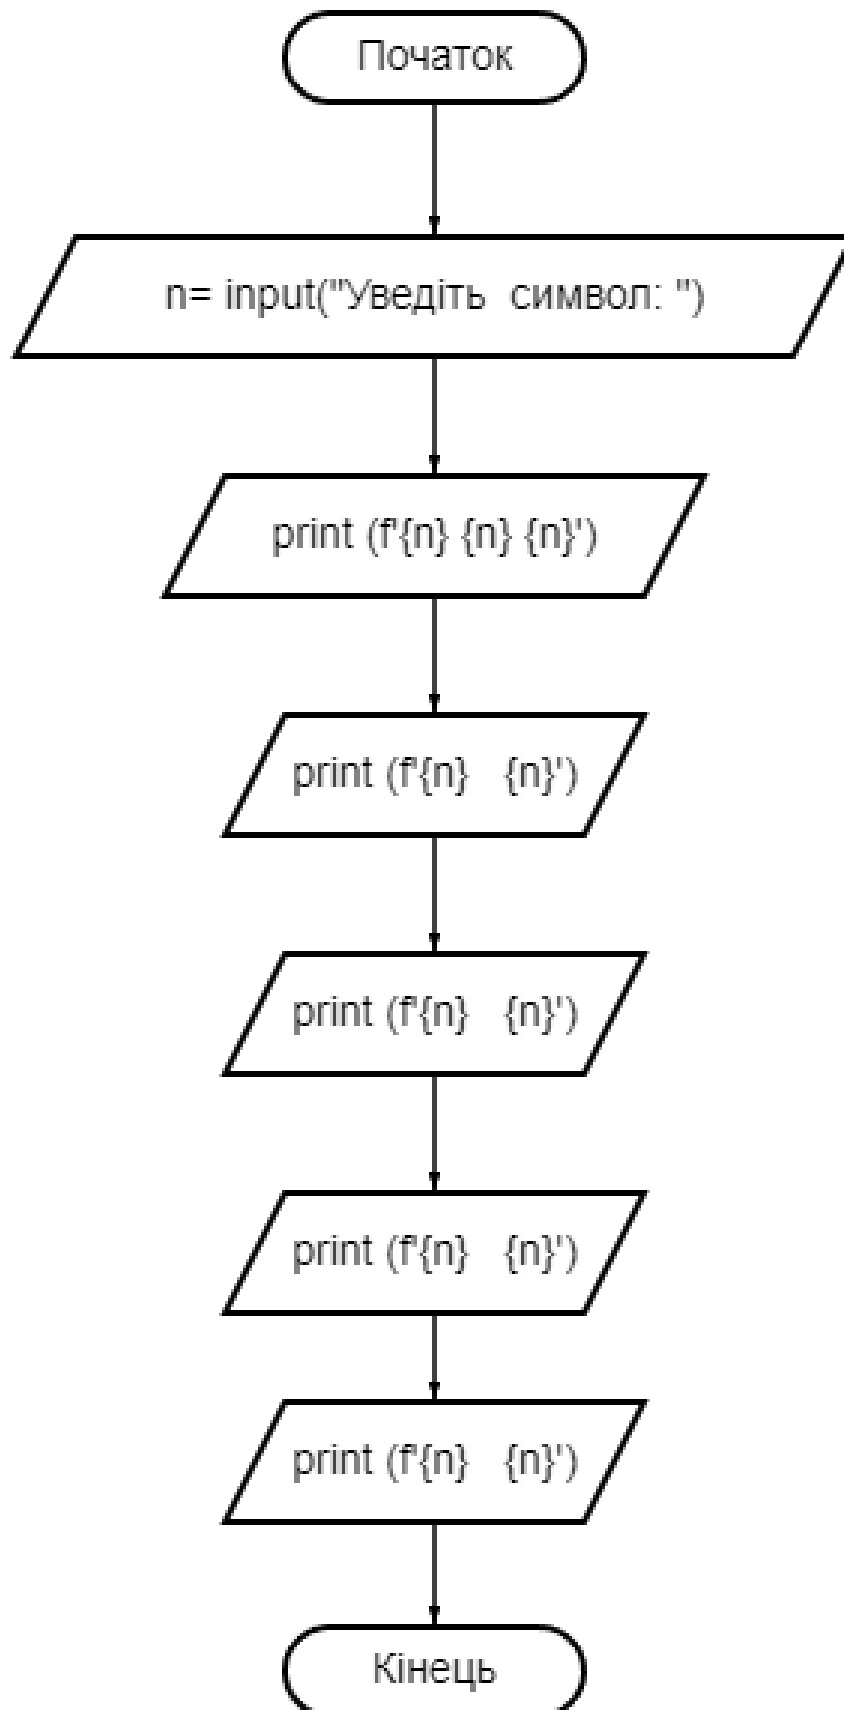 Початок
n= input("Уведіть  символ: ")
print (f'{n} {n} {n}')
print (f'{n}   {n}')
print (f'{n}   {n}')
print (f'{n}   {n}')
print (f'{n}   {n}')
Кінець